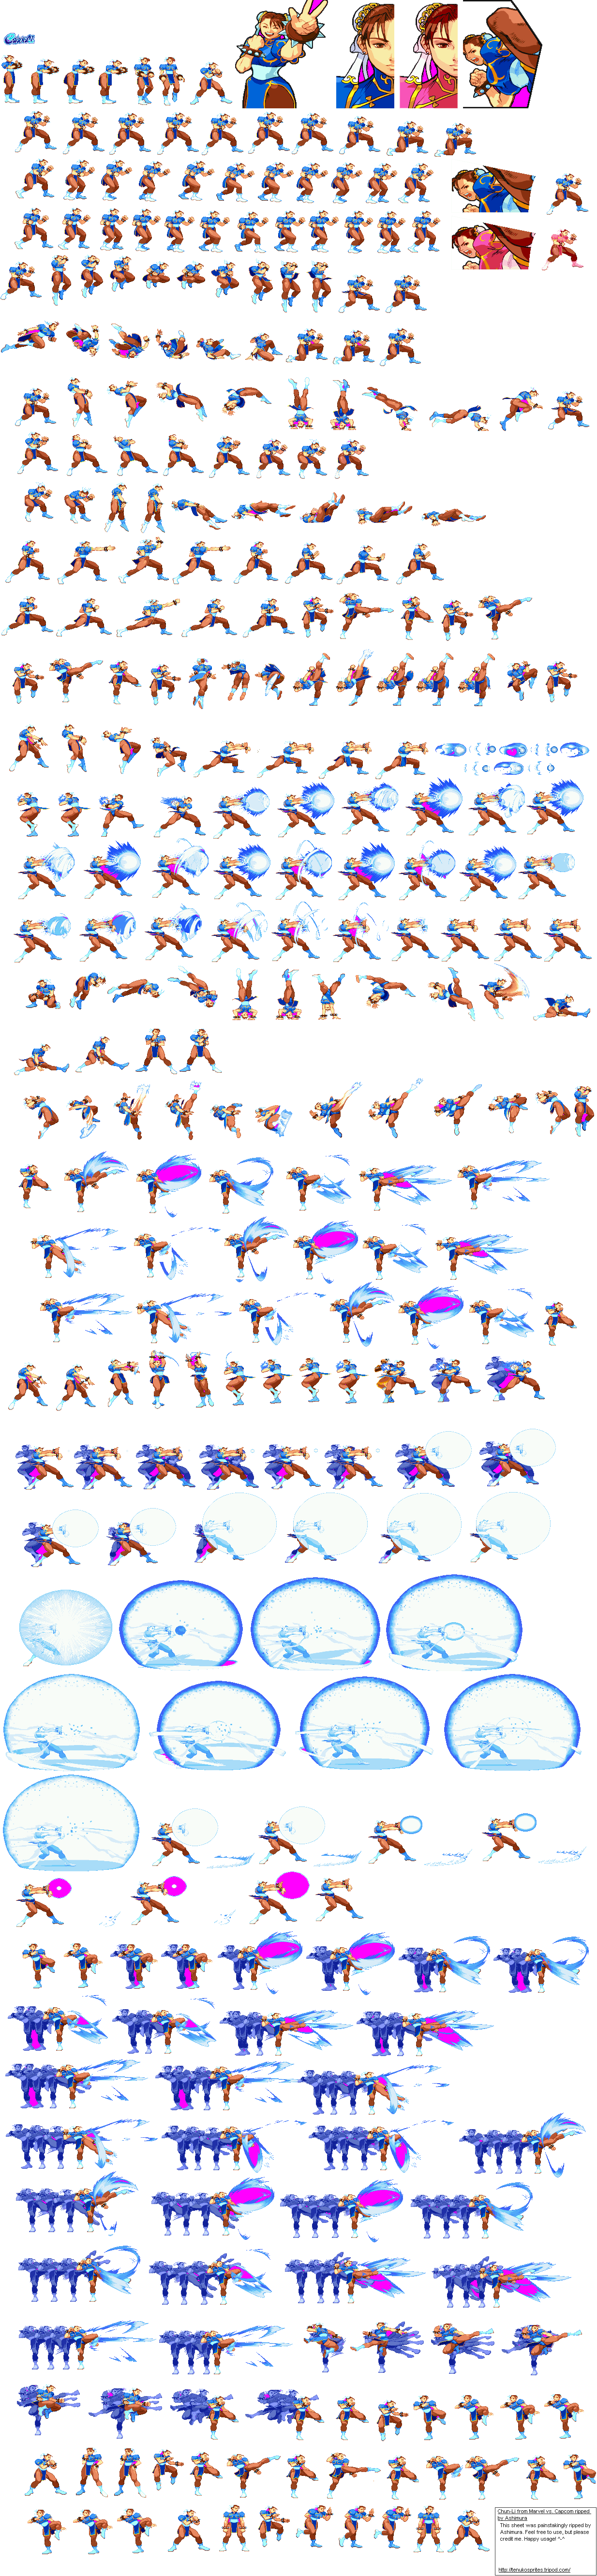 Chun-Li from Marvel vs. Capcom ripped
by Ashimura
This sheet was painstakingly ripped by
Ashimura. Feel free to use, but please
credit me. Happy usage! ^-^
http://tenukosprites.tripod.com/